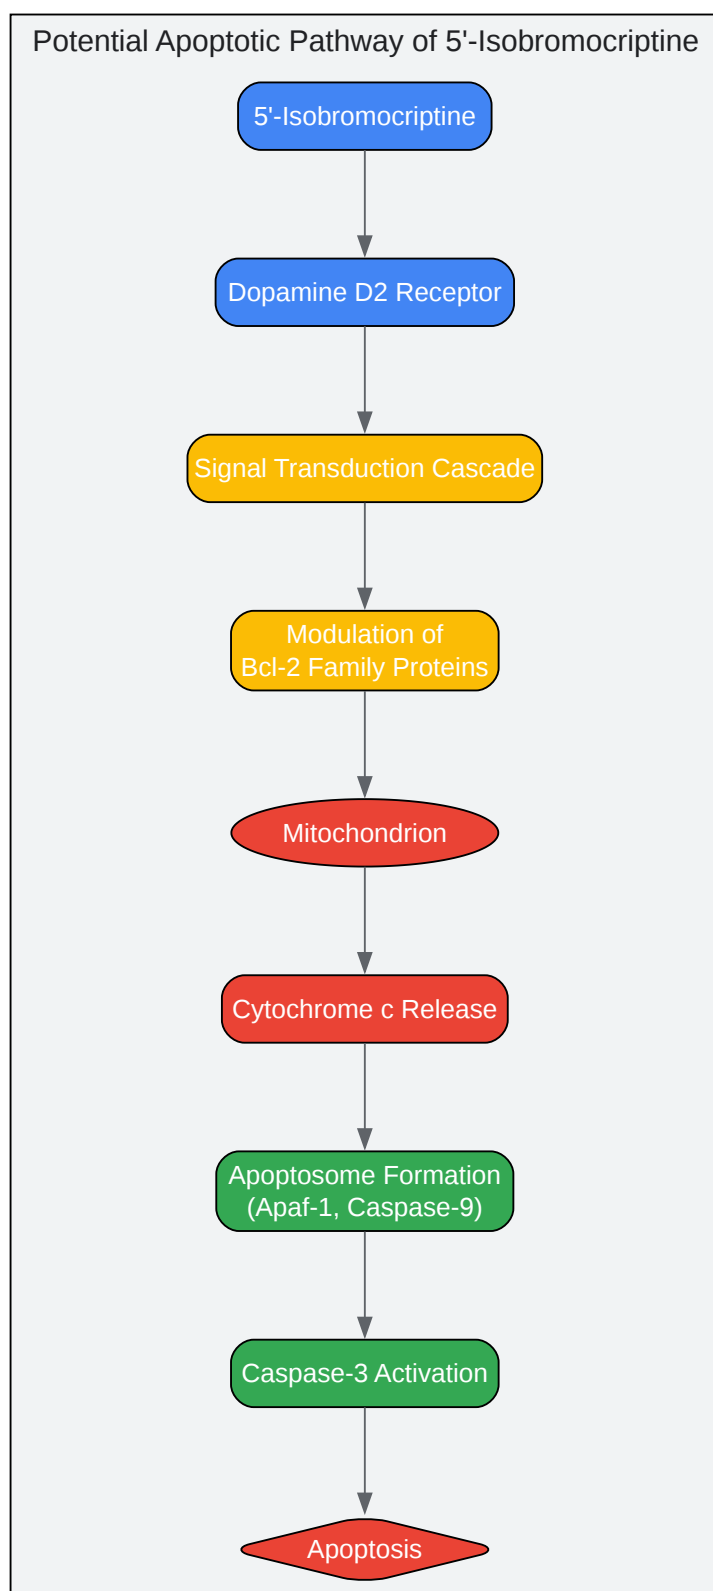 Potential Apoptotic Pathway of 5'-Isobromocriptine
5'-Isobromocriptine
Dopamine D2 Receptor
Signal Transduction Cascade
Modulation of
Bcl-2 Family Proteins
Mitochondrion
Cytochrome c Release
Apoptosome Formation
(Apaf-1, Caspase-9)
Caspase-3 Activation
Apoptosis